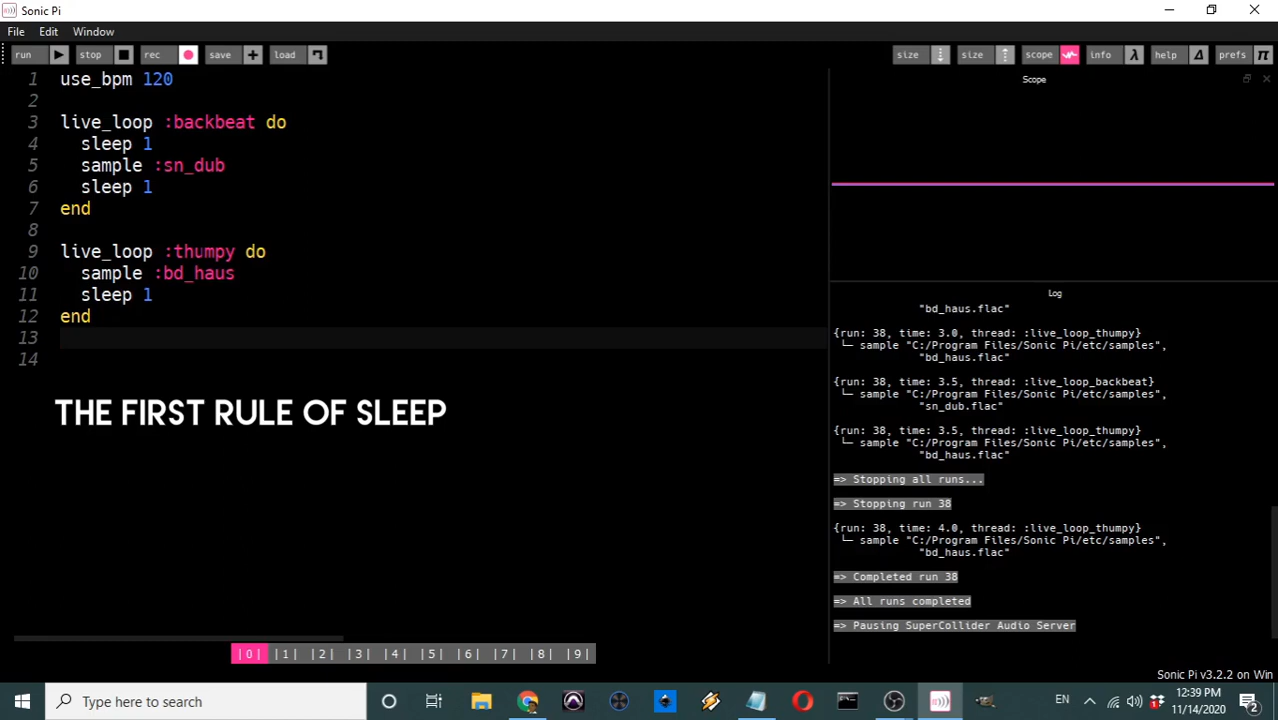 Sonic Pi
File Edit Window
run stop rec save load size size scope info help prefs
1 use_bpm 120
2
3 live_loop :backbeat do
4 sleep 1
5 sample :sn_dub
6 sleep 1
7 end
8
9 live_loop :thumpy do
10 sample :bd_haus
11 sleep 1
12 end
13
14
THE FIRST RULE OF SLEEP
|0| |1| |2| |3| |4| |5| |6| |7| |8| |9|
Scope
Log
"bd_haus.flac"
{run: 38, time: 3.0, thread: :live_loop_thumpy}
└─ sample "C:/Program Files/Sonic Pi/etc/samples",
"bd_haus.flac"
{run: 38, time: 3.5, thread: :live_loop_backbeat}
└─ sample "C:/Program Files/Sonic Pi/etc/samples",
"sn_dub.flac"
{run: 38, time: 3.5, thread: :live_loop_thumpy}
└─ sample "C:/Program Files/Sonic Pi/etc/samples",
"bd_haus.flac"
=> Stopping all runs...
=> Stopping run 38
{run: 38, time: 4.0, thread: :live_loop_thumpy}
└─ sample "C:/Program Files/Sonic Pi/etc/samples",
"bd_haus.flac"
=> Completed run 38
=> All runs completed
=> Pausing SuperCollider Audio Server
Sonic Pi v3.2.2 on Win
Type here to search
EN
12:39 PM
11/14/2020
2